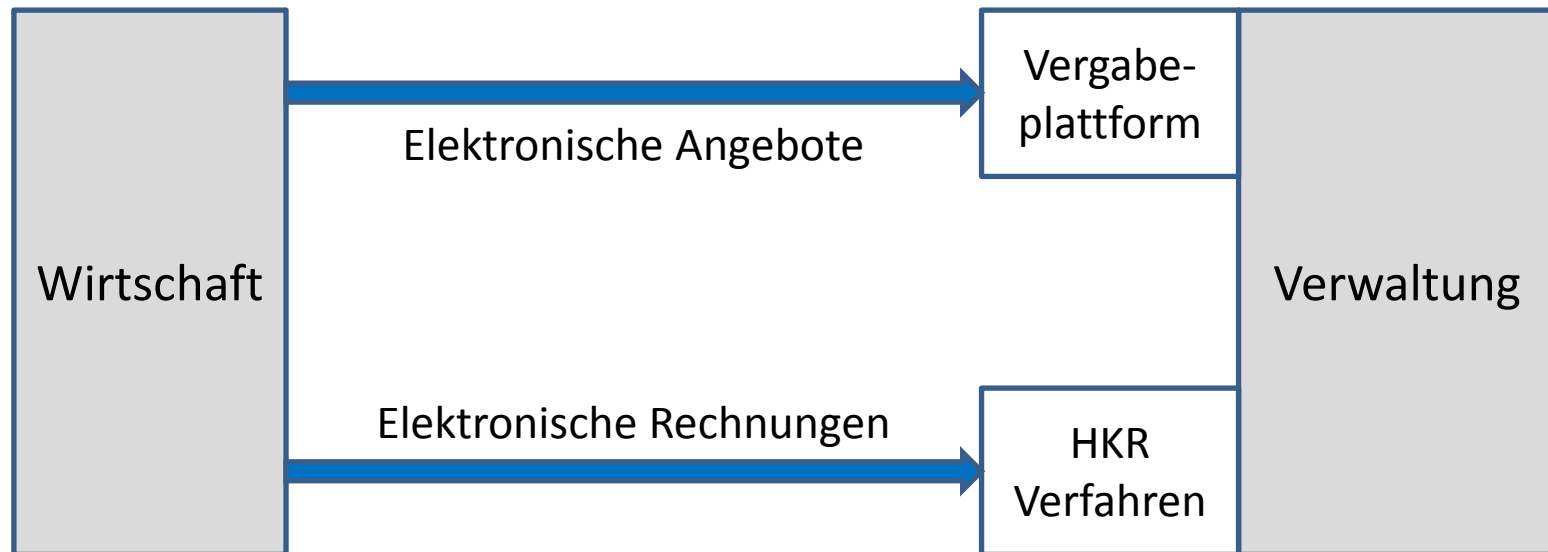 Vergabe-
plattform
Elektronische Angebote
Wirtschaft
Verwaltung
Elektronische Rechnungen
HKR
Verfahren